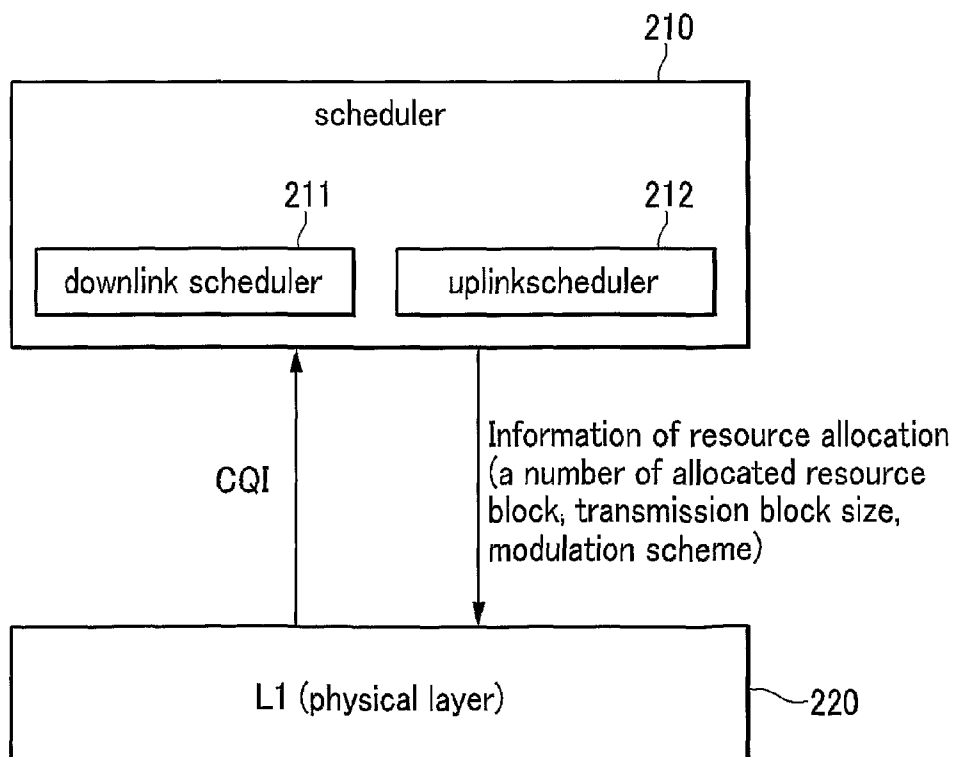 210
scheduler
211
212
downlink scheduler
uplinkscheduler
CQI
Information of resource allocation
(a number of allocated resource
block, transmission block size,
modulation scheme)
L1 (physical layer)
220